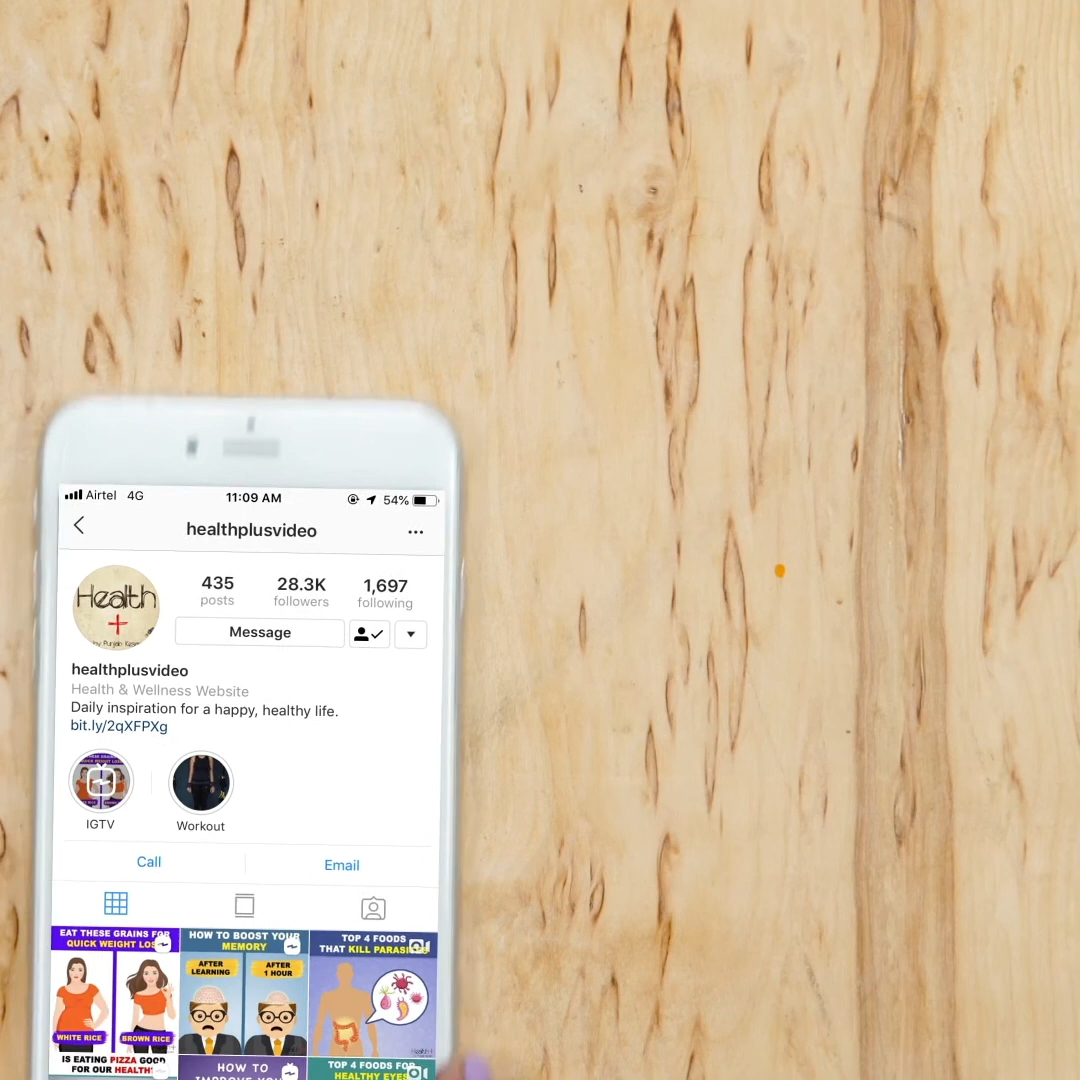 Airtel 4G 11:09 AM 54%
healthplusvideo
435 28.3K 1,697
posts followers following
Health
+
Message
healthplusvideo
Health & Wellness Website
Daily inspiration for a happy, healthy life.
bit.ly/2qXFPXg
IGTV Workout
Call Email
EAT THESE GRAINS FOR
QUICK WEIGHT LOSS
WHITE RICE BROWN RICE
HOW TO BOOST YOUR
MEMORY
AFTER
LEARNING
AFTER
1 HOUR
TOP 4 FOODS
THAT KILL PARASITES
IS EATING PIZZA GOOD
FOR OUR HEALTH?
HOW TO
IMPROVE YOUR
TOP 4 FOODS FOR
HEALTHY EYES